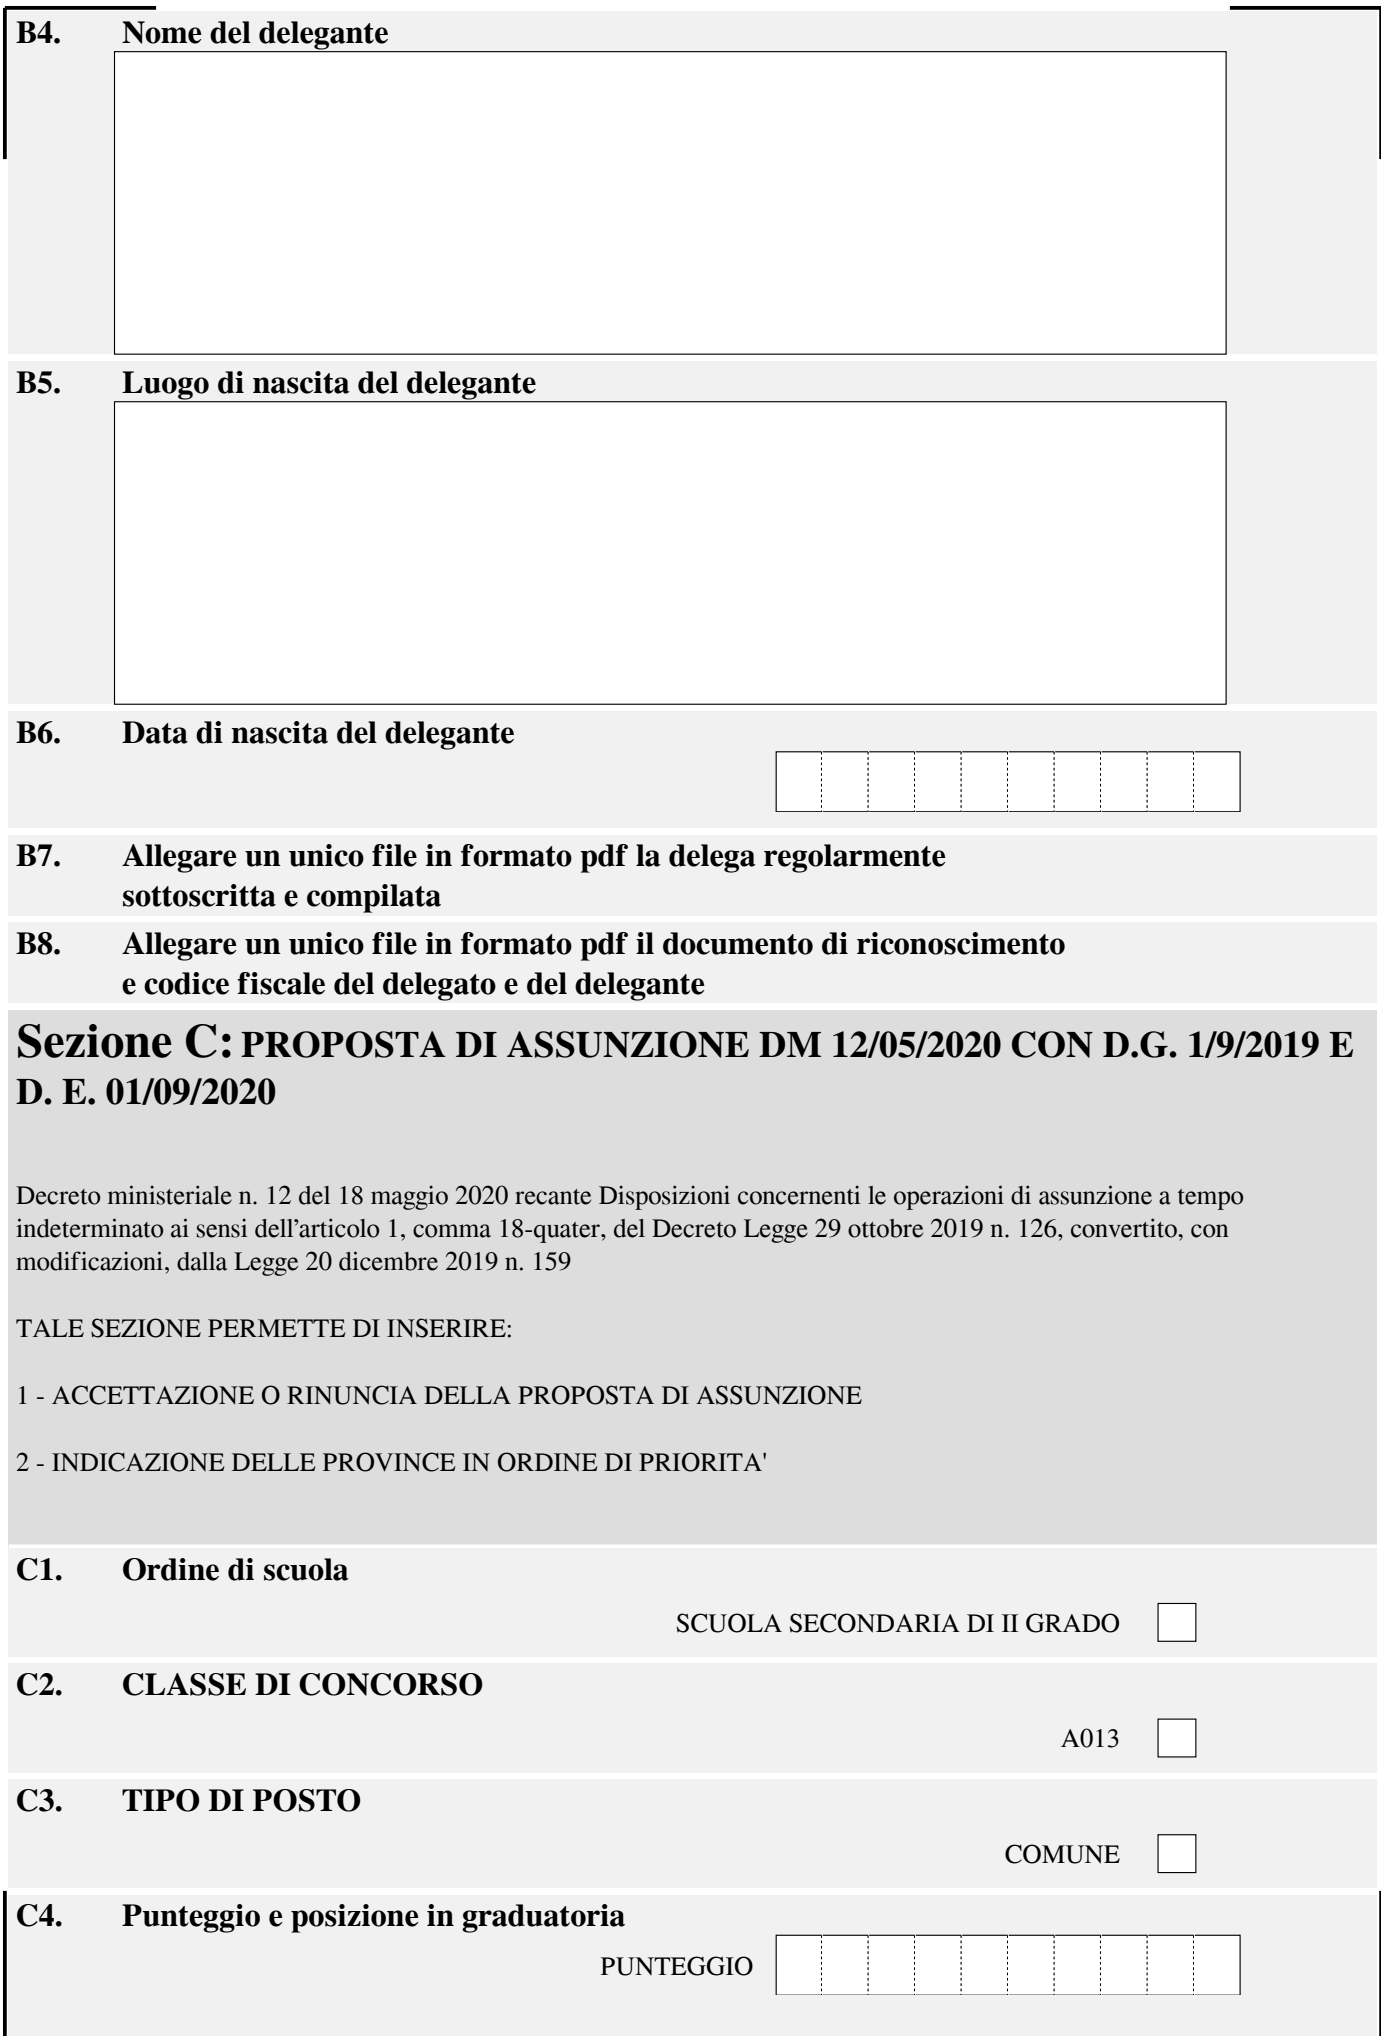 B4. Nome del delegante
B5. Luogo di nascita del delegante
B6. Data di nascita del delegante
B7. Allegare un unico file in formato pdf la delega regolarmente
sottoscritta e compilata
B8. Allegare un unico file in formato pdf il documento di riconoscimento
e codice fiscale del delegato e del delegante
Sezione C: PROPOSTA DI ASSUNZIONE DM 12/05/2020 CON D.G. 1/9/2019 E
D. E. 01/09/2020
Decreto ministeriale n. 12 del 18 maggio 2020 recante Disposizioni concernenti le operazioni di assunzione a tempo
indeterminato ai sensi dell’articolo 1, comma 18-quater, del Decreto Legge 29 ottobre 2019 n. 126, convertito, con
modificazioni, dalla Legge 20 dicembre 2019 n. 159
TALE SEZIONE PERMETTE DI INSERIRE:
1 - ACCETTAZIONE O RINUNCIA DELLA PROPOSTA DI ASSUNZIONE
2 - INDICAZIONE DELLE PROVINCE IN ORDINE DI PRIORITA'
C1. Ordine di scuola
SCUOLA SECONDARIA DI II GRADO
C2. CLASSE DI CONCORSO
A013
C3. TIPO DI POSTO
COMUNE
C4. Punteggio e posizione in graduatoria
PUNTEGGIO